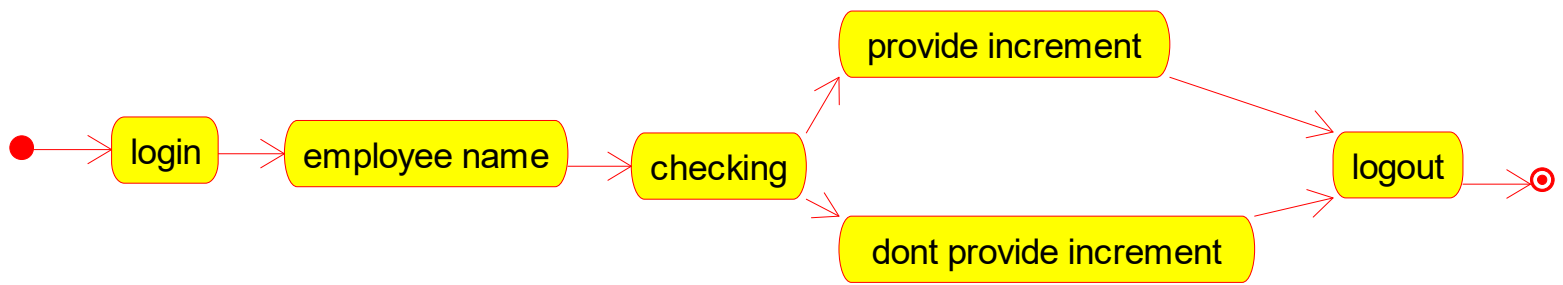 login
employee name
checking
provide increment
dont provide increment
logout